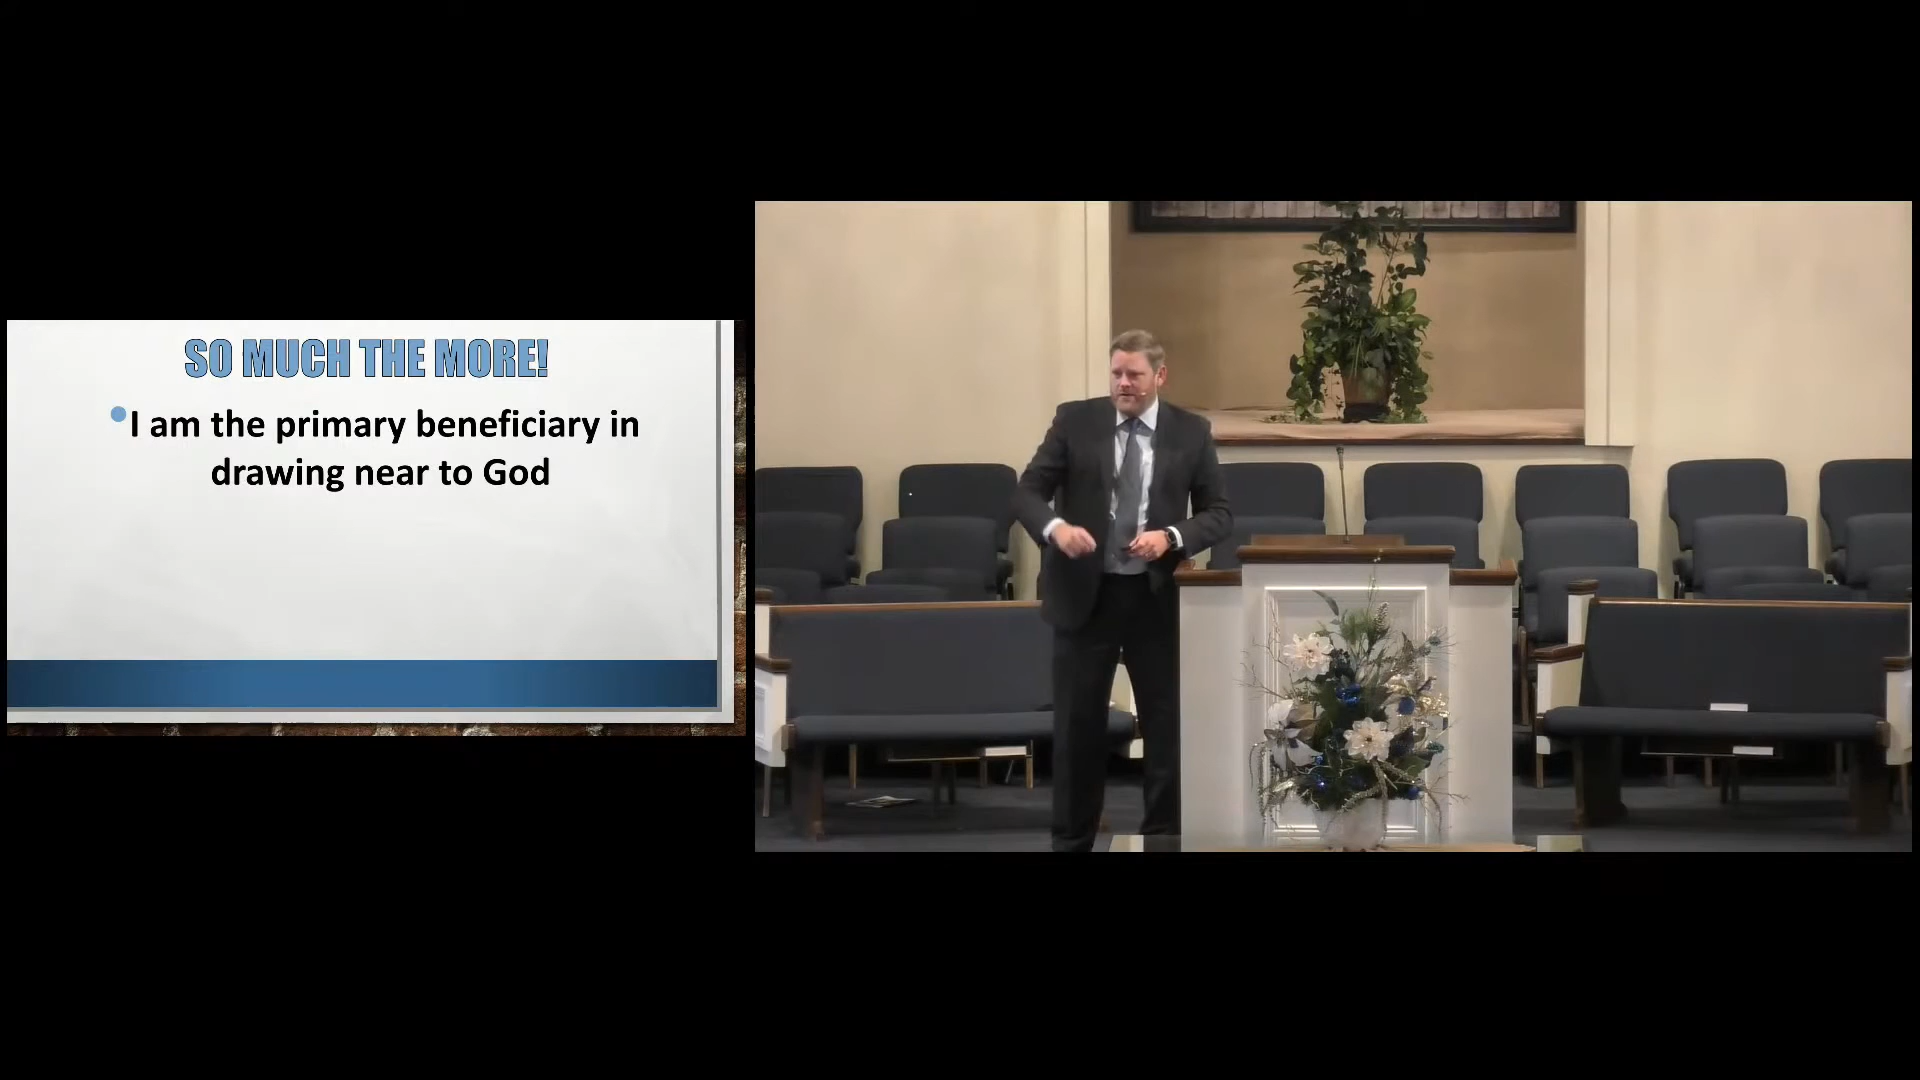 SO MUCH THE MORE!
•I am the primary beneficiary in
drawing near to God